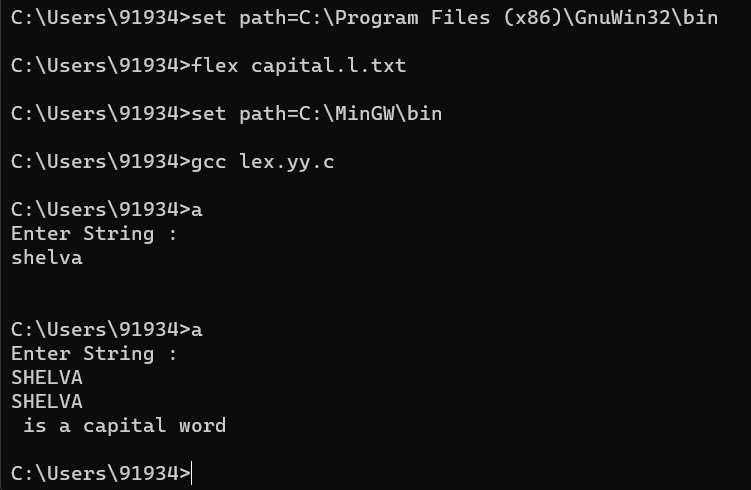 C:\Users\91934>set path=C:\Program Files (x86)\GnuWin32\bin
C:\Users\91934>flex capital.l.txt
C:\Users\91934>set path=C:\MinGW\bin
C:\Users\91934>gcc lex.yy.c
C:\Users\91934>a
Enter String :
shelva
C:\Users\91934>a
Enter String :
SHELVA
SHELVA
 is a capital word
C:\Users\91934>